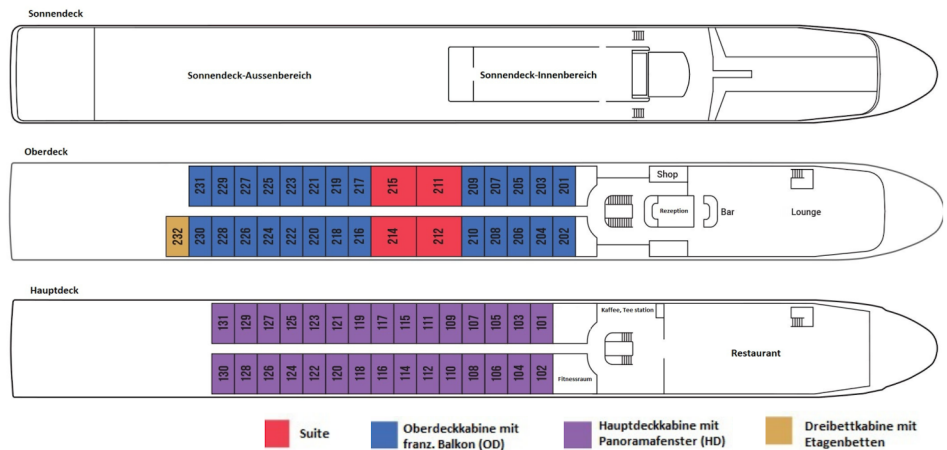 Sonnendeck
Sonnendeck-Aussenbereich
Sonnendeck-Innenbereich
Oberdeck
231 229 227 225 223 221 219 217 215 211 209 207 205 203 201
Shop
Rezeption
Bar
Lounge
232 230 228 226 224 222 220 218 216 214 212 210 208 206 204 202
Hauptdeck
131 129 127 125 123 121 119 117 115 111 109 107 105 103 101
Kaffee, Tee station
Restaurant
130 128 126 124 122 120 118 116 114 112 110 108 106 104 102
Fitnessraum
Suite
Oberdeckkabine mit
franz. Balkon (OD)
Hauptdeckkabine mit
Panoramafenster (HD)
Dreibettkabine mit
Etagenbetten